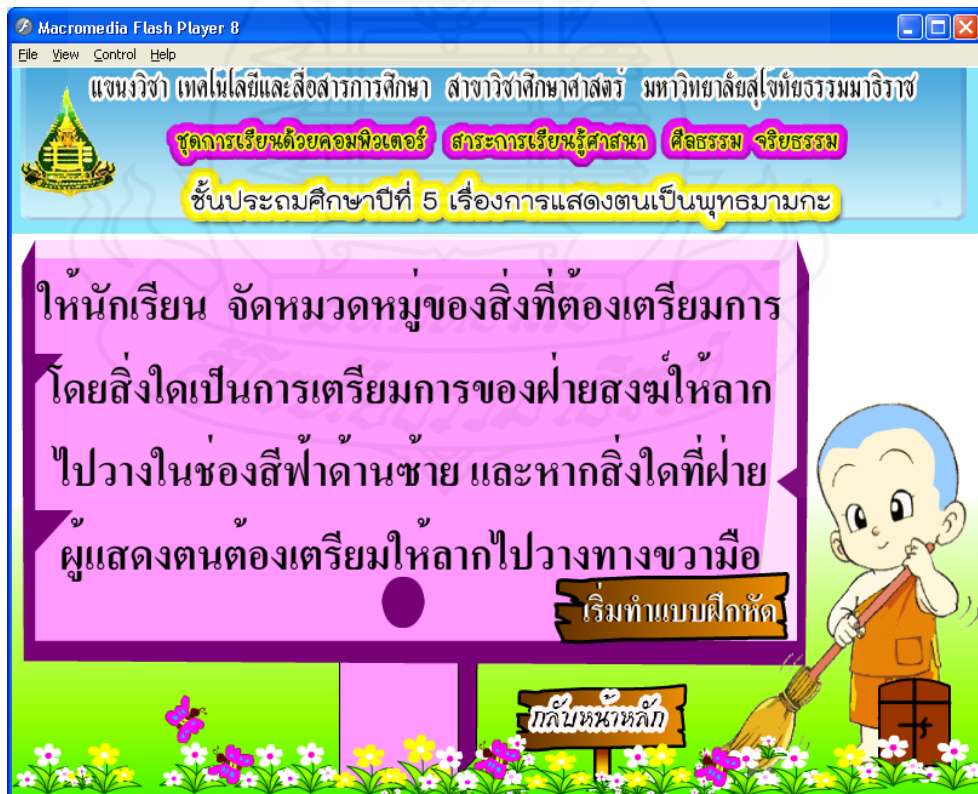 Macromedia Flash Player 8
File View Control Help
แขนงวิชา เทคโนโลยีและสื่อสารการศึกษา สาขาวิชาศึกษาศาสตร์ มหาวิทยาลัยสุโขทัยธรรมมาธิราช
ชุดการเรียนด้วยคอมพิวเตอร์ สาระการเรียนรู้ศาสนา ศีลธรรม จริยธรรม
ชั้นประถมศึกษาปีที่ 5 เรื่องการแสดงตนเป็นพุทธมามกะ
ให้นักเรียน จัดหมวดหมู่ของสิ่งที่ต้องเตรียมการ
โดยสิ่งใดเป็นการเตรียมการของฝ่ายสงฆ์ให้ลาก
ไปวางในช่องสีฟ้าด้านซ้าย และหากสิ่งใดที่ฝ่าย
ผู้แสดงตนต้องเตรียมให้ลากไปวางทางขวามือ
เริ่มทำแบบฝึกหัด
กลับหน้าหลัก